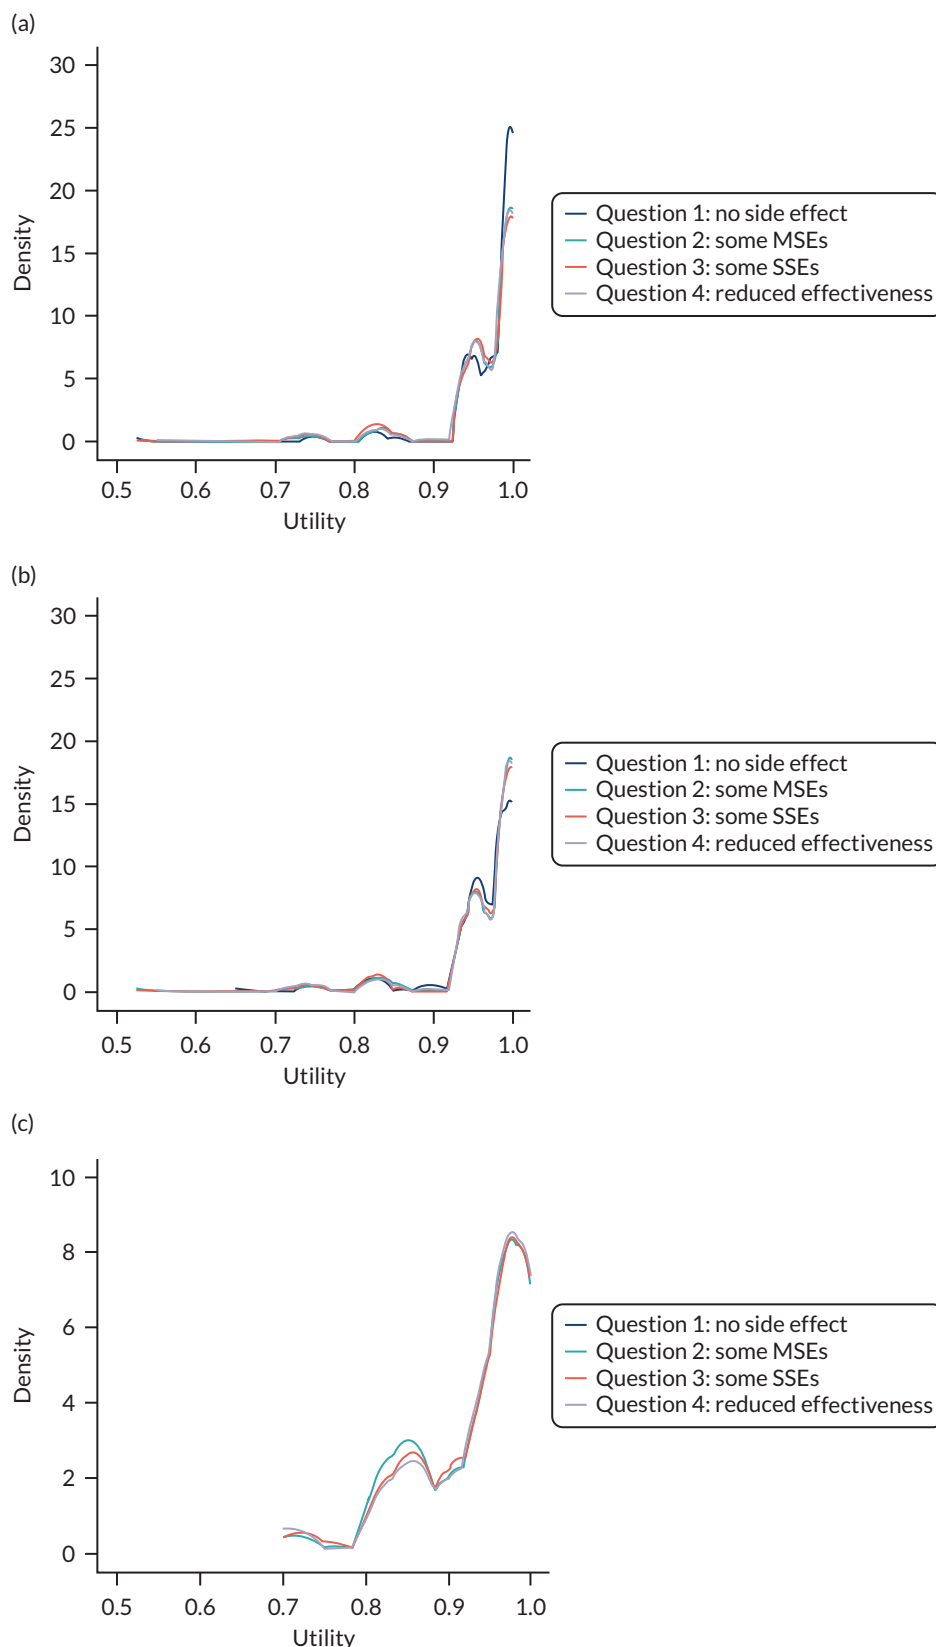 (a)
30
25
20
15
10
5
0
Density
0.5 0.6 0.7 0.8 0.9 1.0
Utility
Question 1: no side effect
Question 2: some MSEs
Question 3: some SSEs
Question 4: reduced effectiveness
(b)
30
25
20
15
10
5
0
Density
0.5 0.6 0.7 0.8 0.9 1.0
Utility
Question 1: no side effect
Question 2: some MSEs
Question 3: some SSEs
Question 4: reduced effectiveness
(c)
10
8
6
4
2
0
Density
0.5 0.6 0.7 0.8 0.9 1.0
Utility
Question 1: no side effect
Question 2: some MSEs
Question 3: some SSEs
Question 4: reduced effectiveness